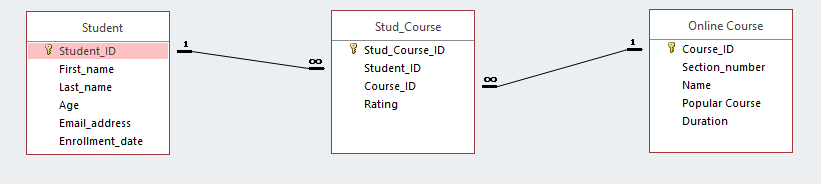 Student
Student_ID
First_name
Last_name
Age
Email_address
Enrollment_date
1
∞
Stud_Course
Stud_Course_ID
Student_ID
Course_ID
Rating
∞
1
Online Course
Course_ID
Section_number
Name
Popular Course
Duration